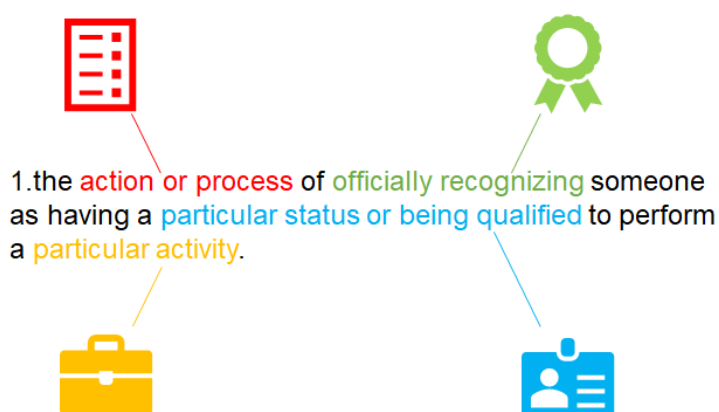 1.the action or process of officially recognizing someone
as having a particular status or being qualified to perform
a particular activity.